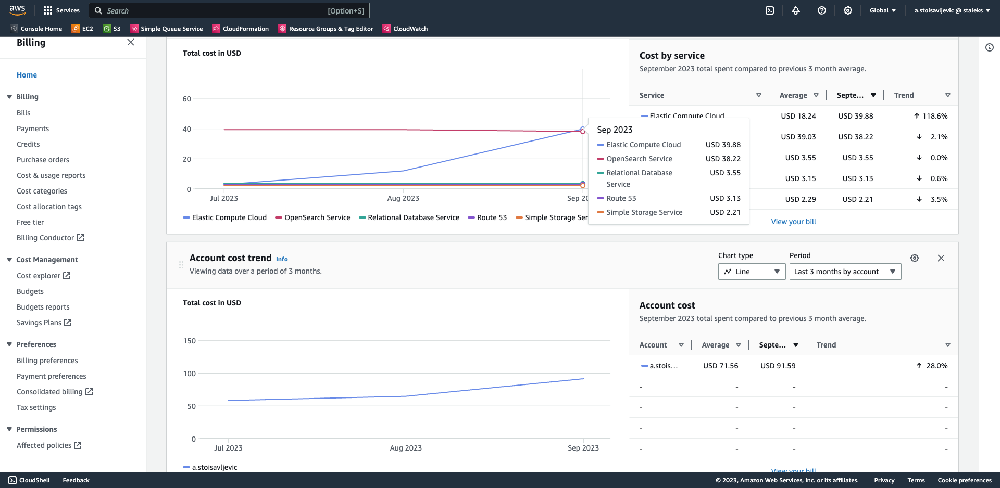 aws
Services
Search
[Option+S]
Global
a.stoisavljevic @ staleks
Console Home
EC2
S3
Simple Queue Service
CloudFormation
Resource Groups & Tag Editor
CloudWatch
Billing
Home
Billing
Bills
Payments
Credits
Purchase orders
Cost & usage reports
Cost categories
Cost allocation tags
Free tier
Billing Conductor
Cost Management
Cost explorer
Budgets
Budgets reports
Savings Plans
Preferences
Billing preferences
Payment preferences
Consolidated billing
Tax settings
Permissions
Affected policies
Total cost in USD
60
40
20
0
Jul 2023
Aug 2023
Sep 20
Elastic Compute Cloud
OpenSearch Service
Relational Database Service
Route 53
Simple Storage Ser
Sep 2023
Elastic Compute Cloud USD 39.88
OpenSearch Service USD 38.22
Relational Database USD 3.55
Service
Route 53 USD 3.13
Simple Storage Service USD 2.21
Cost by service
September 2023 total spent compared to previous 3 month average.
Service Average Septe... Trend
Elastic Compute Cloud USD 18.24 USD 39.88 118.6%
USD 39.03 USD 38.22 2.1%
USD 3.55 USD 3.55 0.0%
USD 3.15 USD 3.13 0.6%
USD 2.29 USD 2.21 3.5%
View your bill
Account cost trend Info
Viewing data over a period of 3 months.
Chart type
Line
Period
Last 3 months by account
Total cost in USD
150
100
50
0
Jul 2023
Aug 2023
Sep 2023
a.stoisavljevic
Account cost
September 2023 total spent compared to previous 3 month average.
Account Average Septe... Trend
a.stois... USD 71.56 USD 91.59 28.0%
- - - -
- - - -
- - - -
- - - -
View your bill
CloudShell
Feedback
© 2023, Amazon Web Services, Inc. or its affiliates.
Privacy
Terms
Cookie preferences